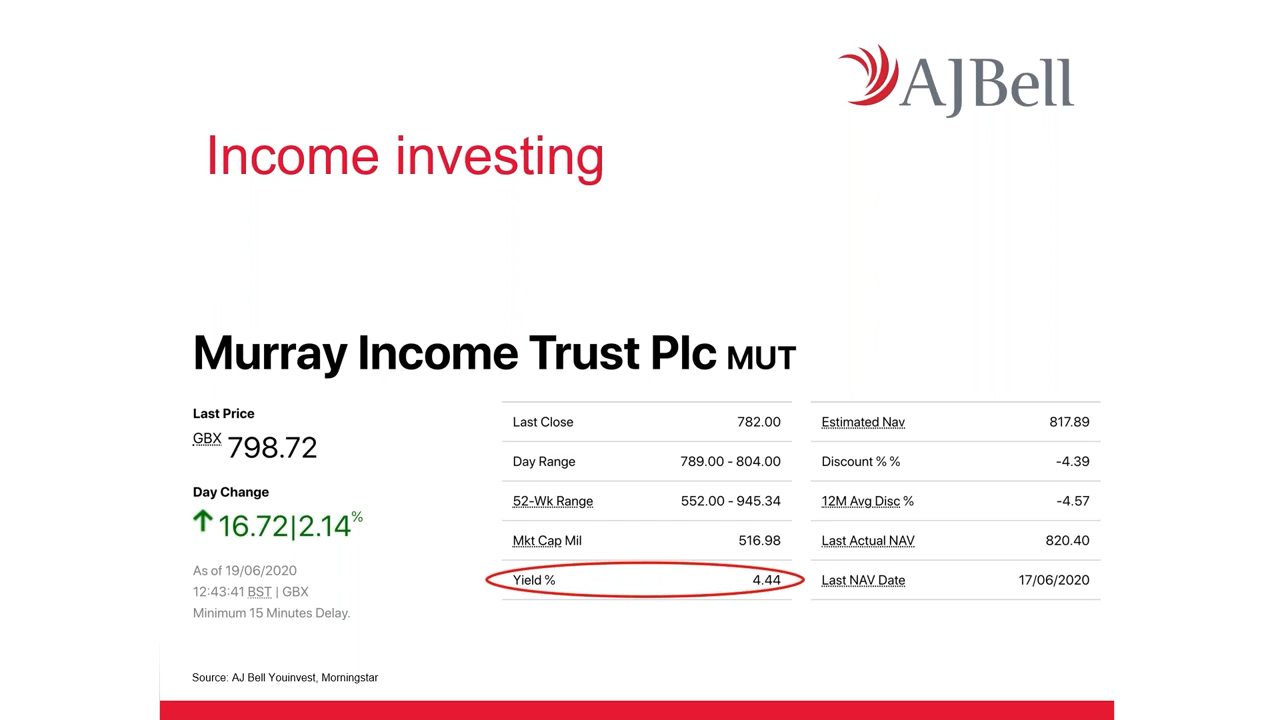 AJBell
Income investing
Murray Income Trust Plc MUT
Last Price
GBX 798.72
Day Change
16.72|2.14%
As of 19/06/2020
12:43:41 BST | GBX
Minimum 15 Minutes Delay.
Last Close 782.00
Day Range 789.00 - 804.00
52-Wk Range 552.00 - 945.34
Mkt Cap Mil 516.98
Yield % 4.44
Estimated Nav 817.89
Discount % % -4.39
12M Avg Disc % -4.57
Last Actual NAV 820.40
Last NAV Date 17/06/2020
Source: AJ Bell Youinvest, Morningstar